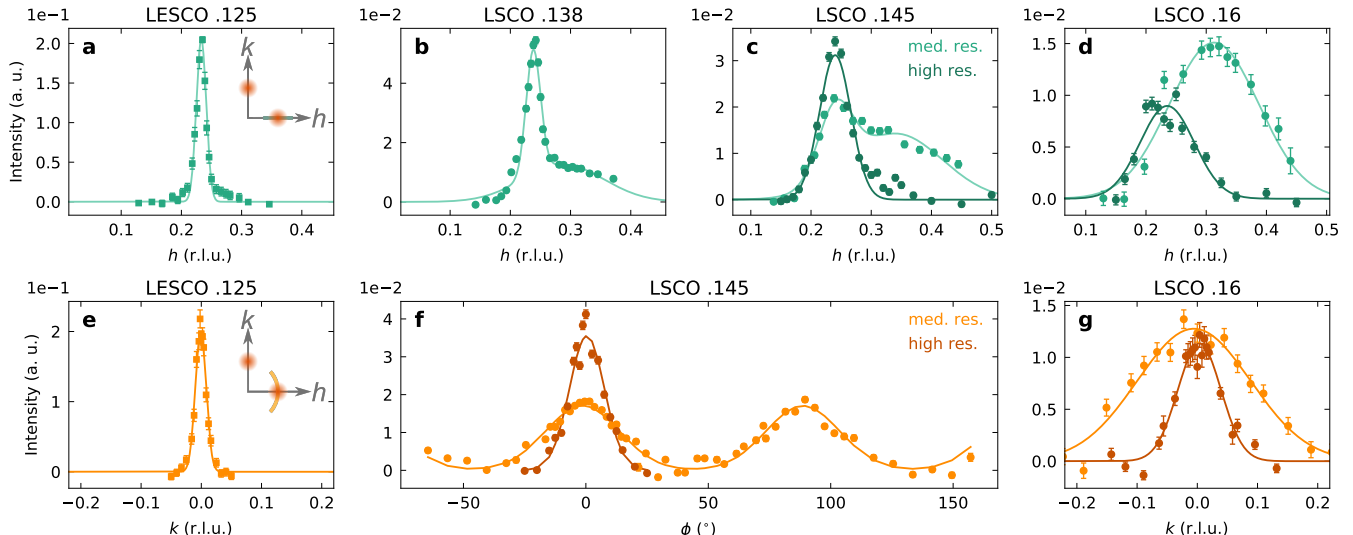 LESCO .125
LSCO .138
LSCO .145
LSCO .16
1e−1
1e−2
1e−2
1e−2
a
b
c
d
k
h
med. res.
high res.
Intensity (a. u.)
2.0
1.5
1.0
0.5
0.0
4
2
0
4
3
2
1
0
1.5
1.0
0.5
0.0
0.1 0.2 0.3 0.4
0.1 0.2 0.3 0.4
0.1 0.2 0.3 0.4 0.5
0.1 0.2 0.3 0.4 0.5
h (r.l.u.)
h (r.l.u.)
h (r.l.u.)
h (r.l.u.)
LESCO .125
LSCO .145
LSCO .16
1e−1
1e−2
1e−2
e
f
g
k
h
med. res.
high res.
Intensity (a. u.)
2
1
0
4
3
2
1
0
1.5
1.0
0.5
0.0
−0.2 −0.1 0.0 0.1 0.2
−50 0 50 100 150
−0.2 −0.1 0.0 0.1 0.2
k (r.l.u.)
ϕ (°)
k (r.l.u.)